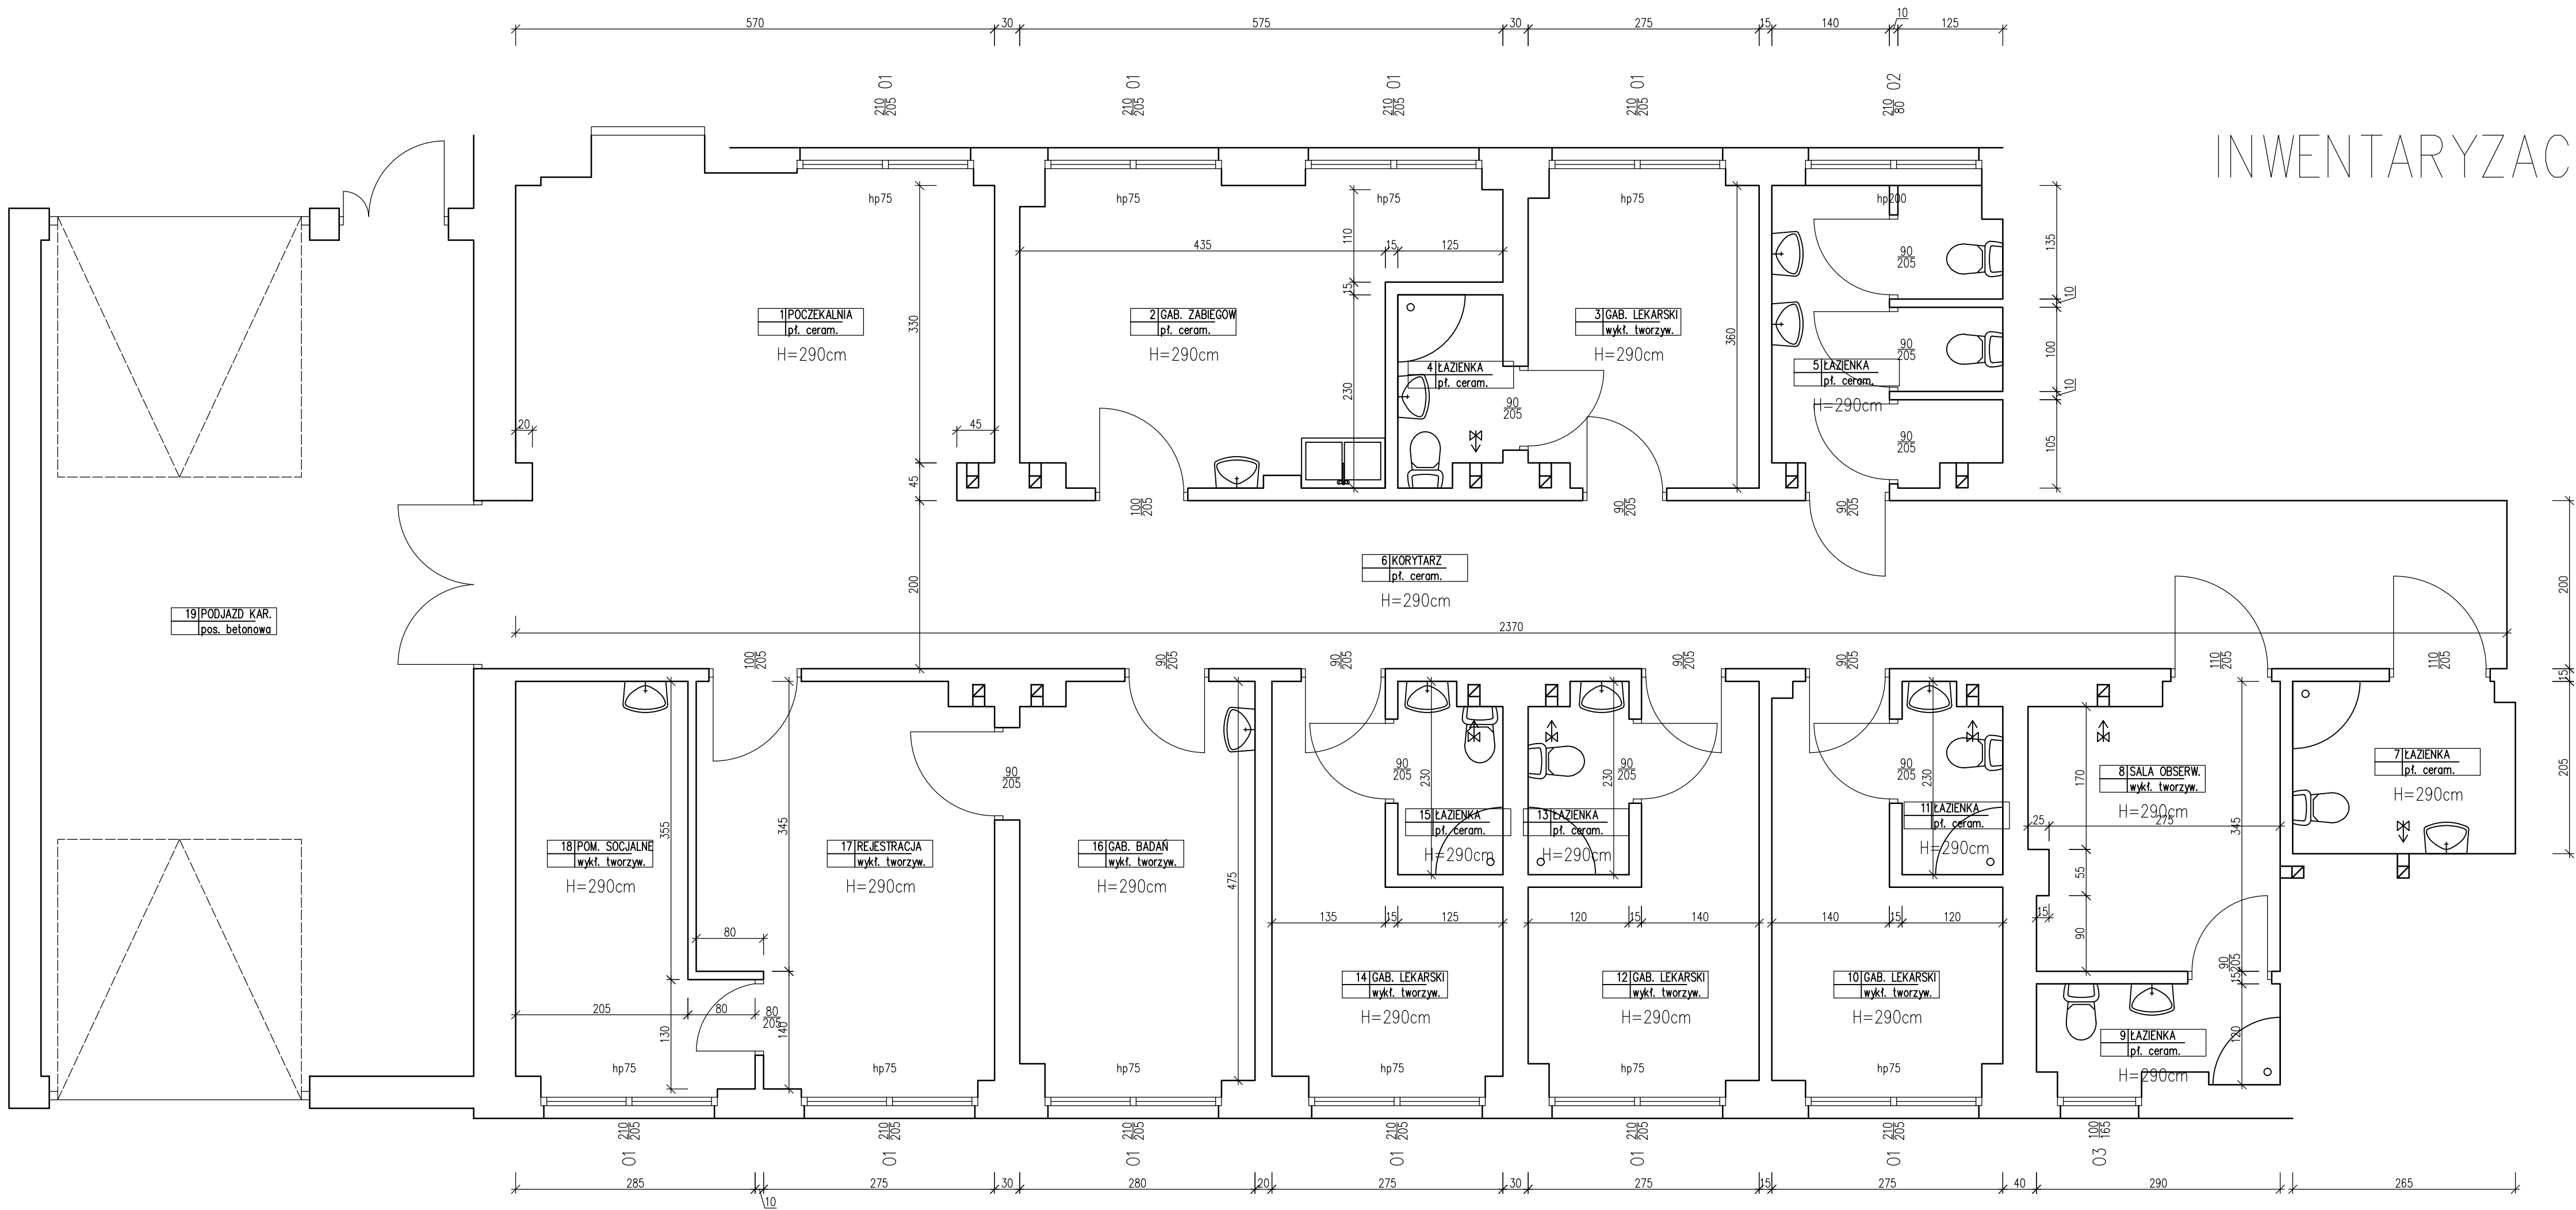 570 30 575 30 275 15 140 10 125
210/205 01 210/205 01 210/205 01 210/205 01 210/80 02
INWENTARYZAC
hp75 hp75 hp75 hp75 hp200
110
435 15 125
135
15
10
1 POCZEKALNIA
pł. ceram.
H=290cm
330
2 GAB. ZABIEGÓW
pł. ceram.
H=290cm
230
3 GAB. LEKARSKI
wykł. tworzyw.
H=290cm
360
4 ŁAZIENKA
pł. ceram.
90/205
5 ŁAZIENKA
pł. ceram.
H=290cm
90/205
90/205
90/205
100
10
105
20 45
45
100/205 90/205 90/205
6 KORYTARZ
pł. ceram.
H=290cm
200
200
19 PODJAZD KAR.
pos. betonowa
2370
100/205 90/205 90/205 90/205 90/205 110/205 110/205
15
355 345 90/205 475
90/205 230 230 90/205 90/205 230
170
205
7 ŁAZIENKA
pł. ceram.
H=290cm
8 SALA OBSERW.
wykł. tworzyw.
H=290cm
25 275
345
55
15
90
15 ŁAZIENKA
pł. ceram.
H=290cm
13 ŁAZIENKA
pł. ceram.
H=290cm
11 ŁAZIENKA
pł. ceram.
H=290cm
18 POM. SOCJALNE
wykł. tworzyw.
H=290cm
17 REJESTRACJA
wykł. tworzyw.
H=290cm
16 GAB. BADAŃ
wykł. tworzyw.
H=290cm
80
135 15 125 120 15 140 140 15 120
14 GAB. LEKARSKI
wykł. tworzyw.
H=290cm
12 GAB. LEKARSKI
wykł. tworzyw.
H=290cm
10 GAB. LEKARSKI
wykł. tworzyw.
H=290cm
90/205 15
205 80 80/205
130 140
9 ŁAZIENKA
pł. ceram.
H=290cm
120
hp75 hp75 hp75 hp75 hp75 hp75
01 210/205 01 210/205 01 210/205 01 210/205 01 210/205 01 210/205 03 100/165
285 10 275 30 280 20 275 30 275 15 275 40 290 265